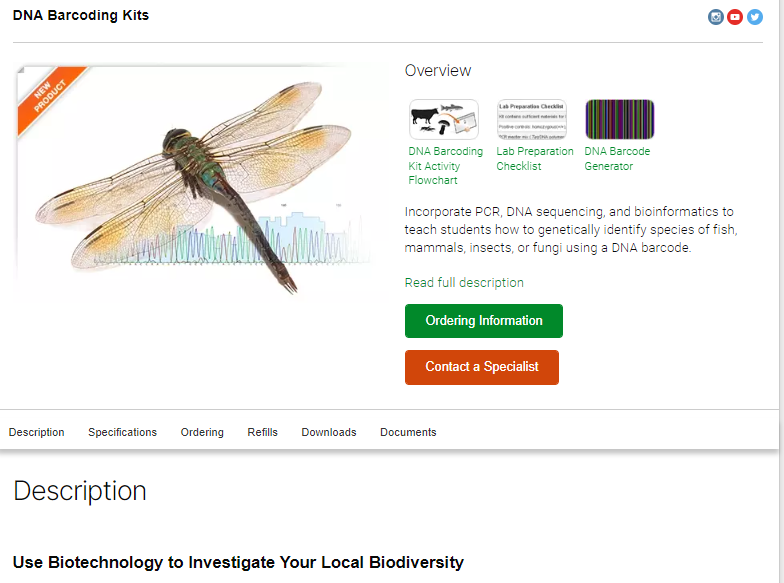 DNA Barcoding Kits
NEW
PRODUCT
Overview
Lab Preparation Checklist
DNA Barcoding
Kit Activity
Flowchart
Lab Preparation
Checklist
DNA Barcode
Generator
Incorporate PCR, DNA sequencing, and bioinformatics to
teach students how to genetically identify species of fish,
mammals, insects, or fungi using a DNA barcode.
Read full description
Ordering Information
Contact a Specialist
Description
Specifications
Ordering
Refills
Downloads
Documents
Description
Use Biotechnology to Investigate Your Local Biodiversity